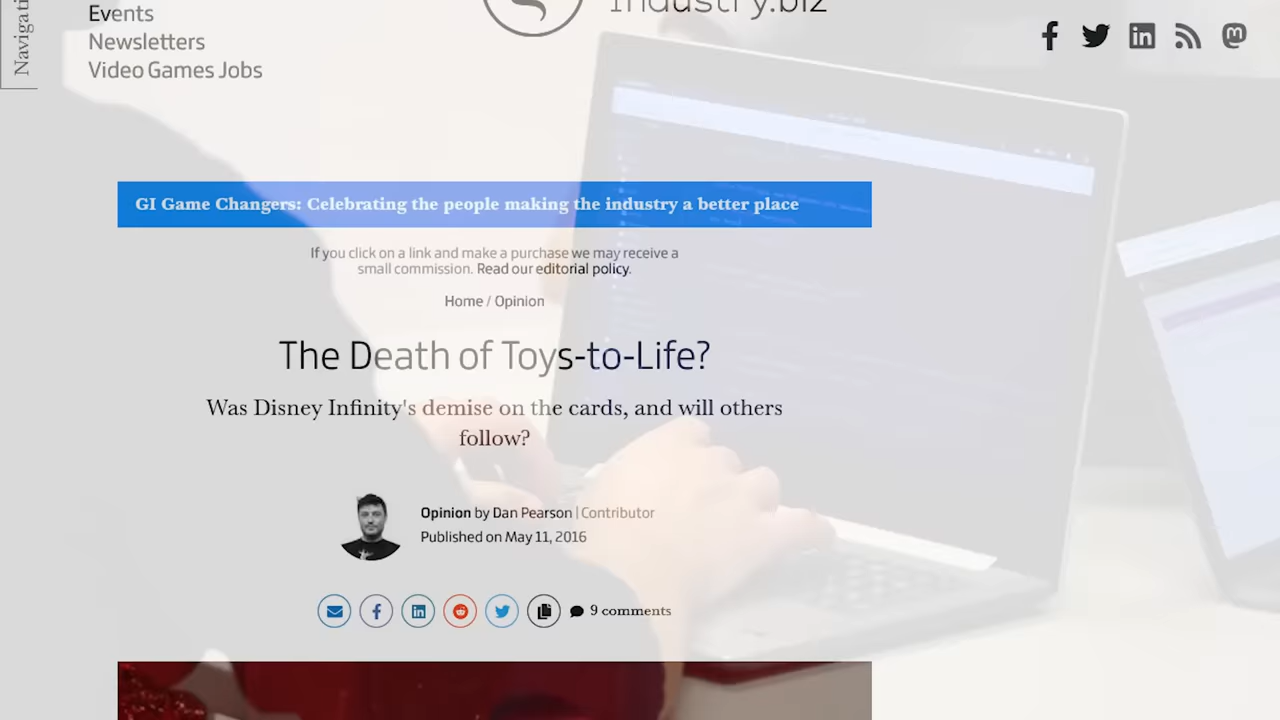 Events
Newsletters
Video Games Jobs
Industry.biz
GI Game Changers: Celebrating the people making the industry a better place
If you click on a link and make a purchase we may receive a
small commission. Read our editorial policy.
Home / Opinion
The Death of Toys-to-Life?
Was Disney Infinity's demise on the cards, and will others
follow?
Opinion by Dan Pearson | Contributor
Published on May 11, 2016
9 comments